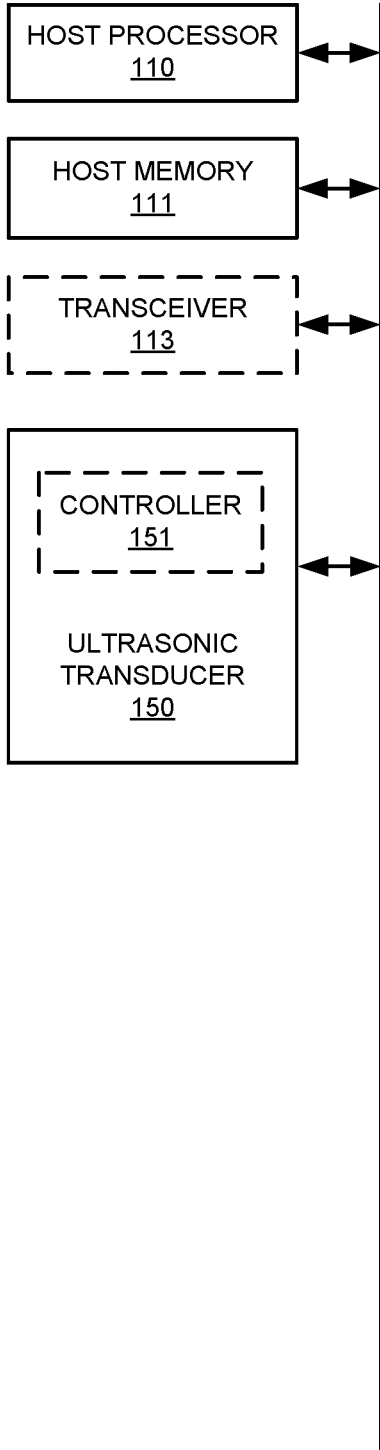 HOST PROCESSOR
110
HOST MEMORY
111
TRANSCEIVER
113
CONTROLLER
151
ULTRASONIC
TRANSDUCER
150